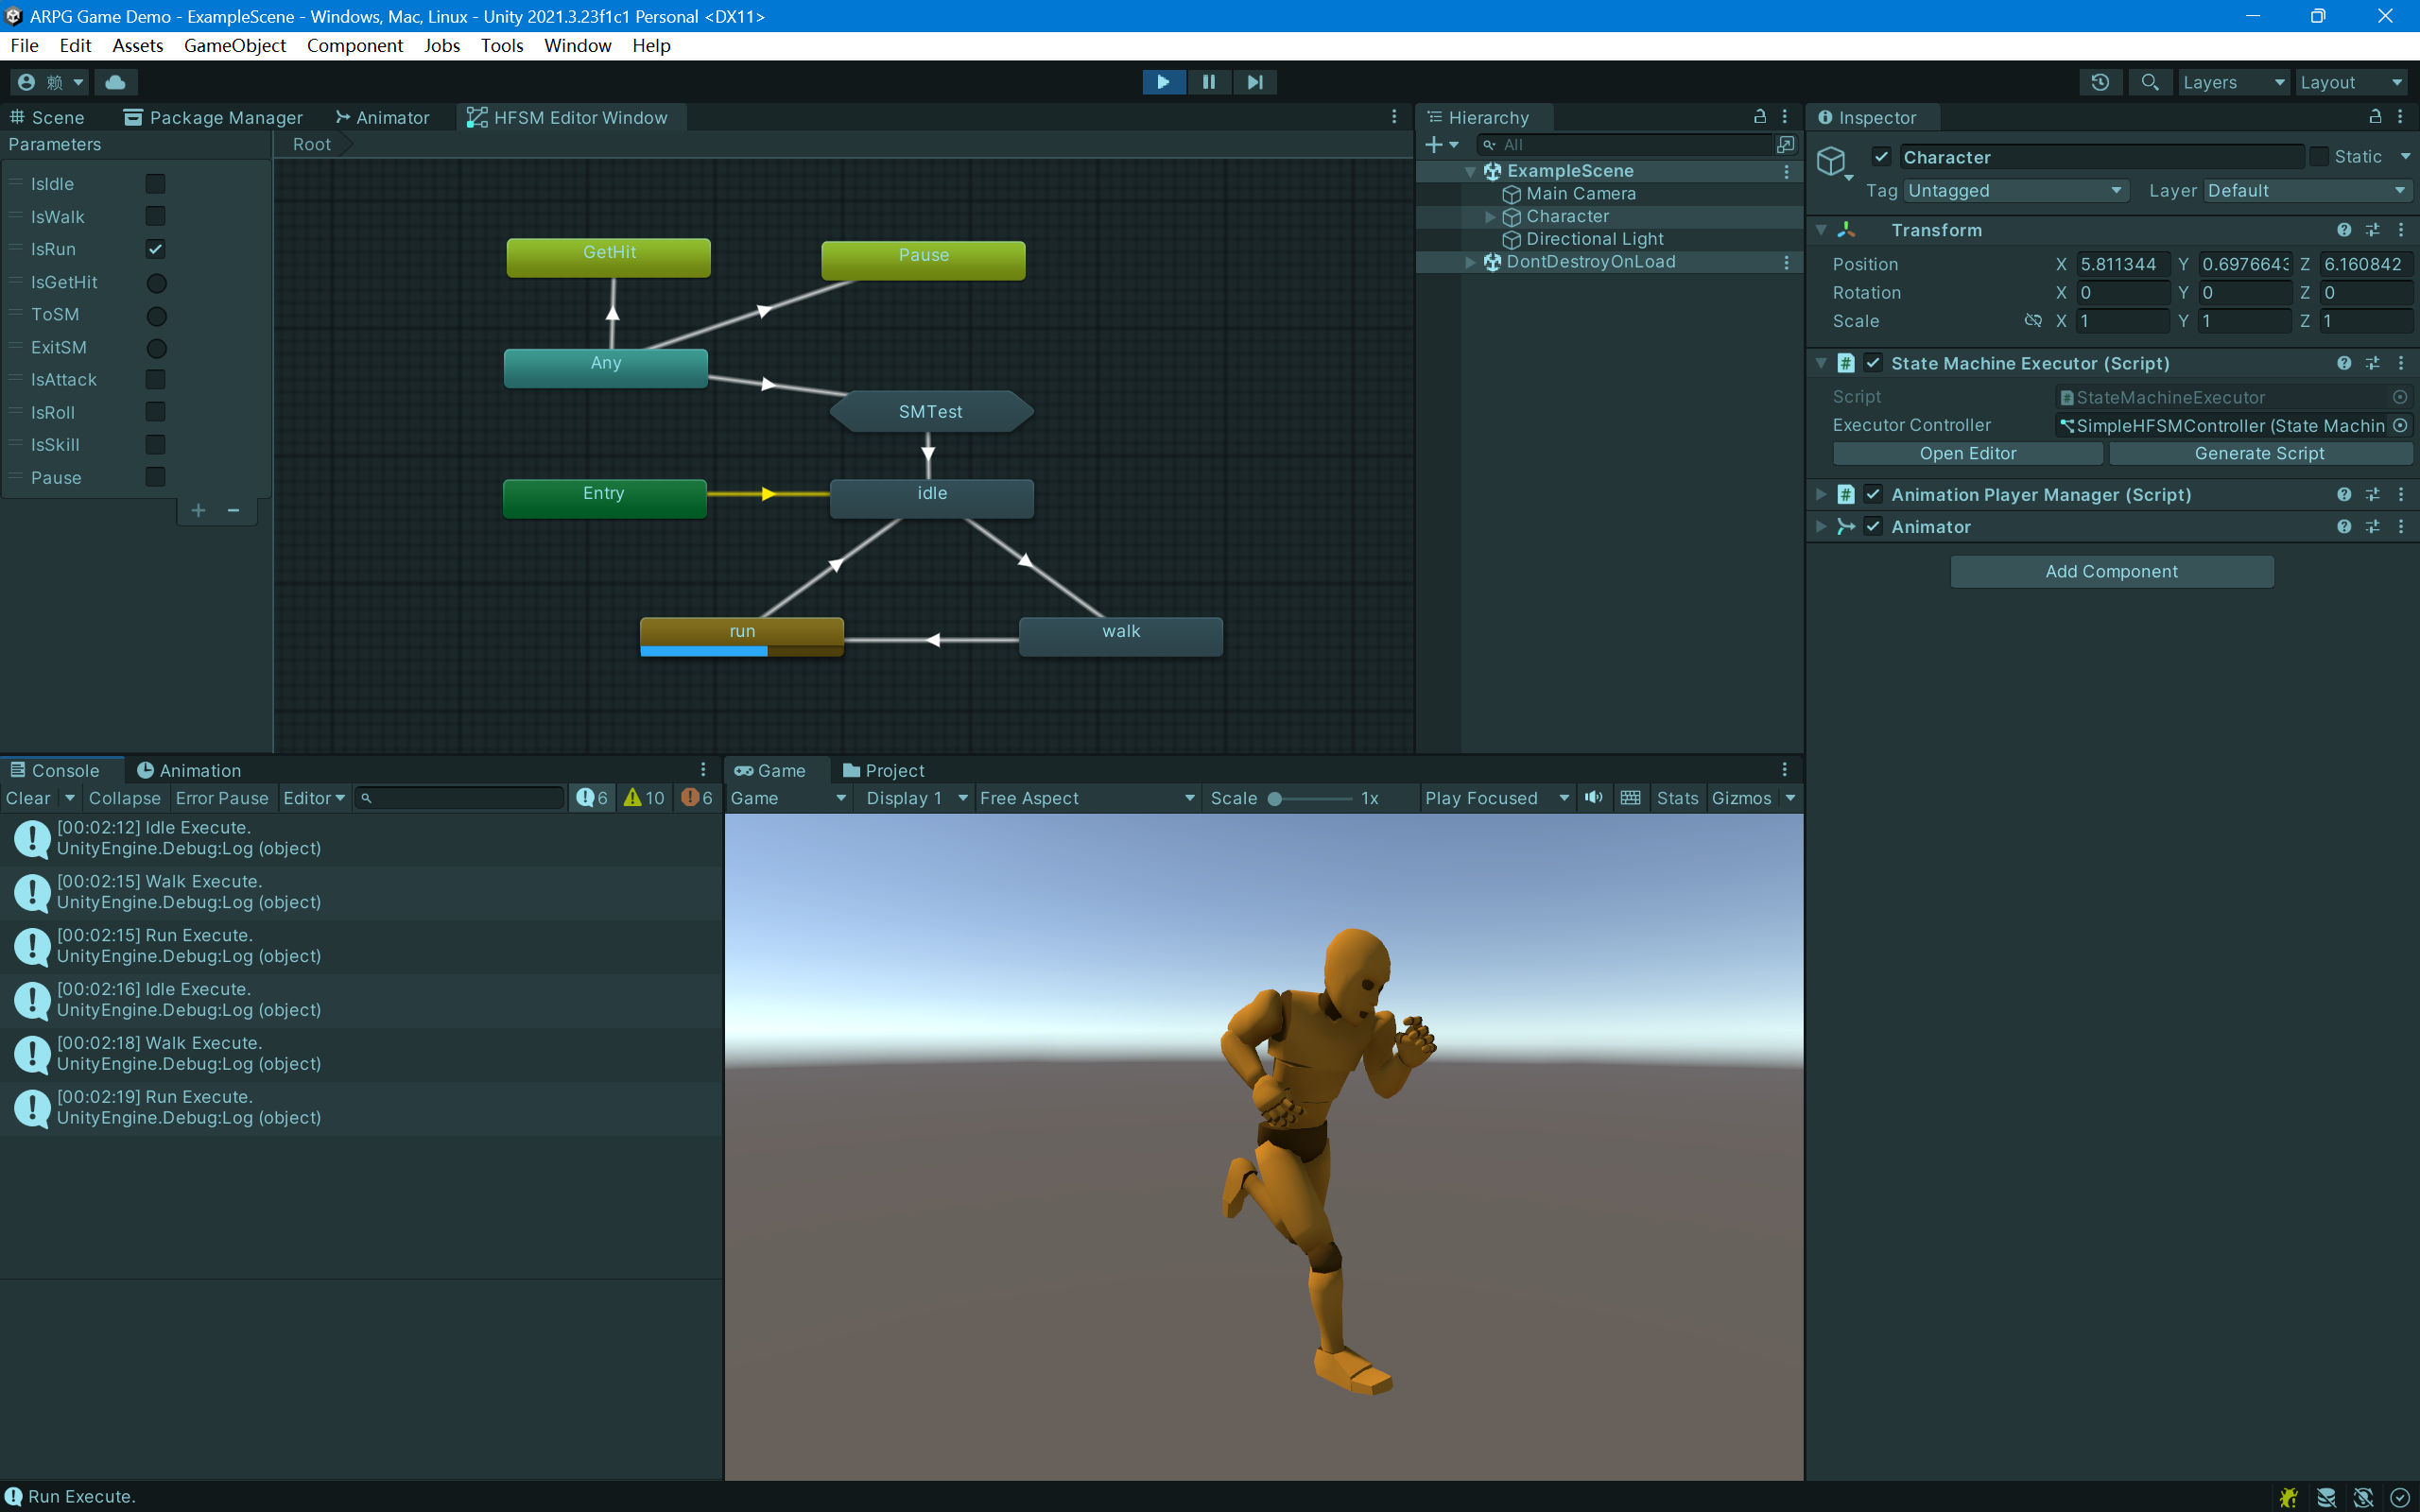 ARPG Game Demo - ExampleScene - Windows, Mac, Linux - Unity 2021.3.23f1c1 Personal <DX11>
File Edit Assets GameObject Component Jobs Tools Window Help
赖 Layers Layout
Scene Package Manager Animator HFSM Editor Window
Parameters
Root
IsIdle
IsWalk
IsRun
IsGetHit
ToSM
ExitSM
IsAttack
IsRoll
IsSkill
Pause
GetHit
Pause
Any
SMTest
Entry
idle
run
walk
Hierarchy
All
ExampleScene
Main Camera
Character
Directional Light
DontDestroyOnLoad
Inspector
Character Static
Tag Untagged Layer Default
Transform
Position X 5.811344 Y 0.6976643 Z 6.160842
Rotation X 0 Y 0 Z 0
Scale X 1 Y 1 Z 1
State Machine Executor (Script)
Script StateMachineExecutor
Executor Controller SimpleHFSMController (State Machin
Open Editor Generate Script
Animation Player Manager (Script)
Animator
Add Component
Console Animation
Clear Collapse Error Pause Editor 6 10 6
[00:02:12] Idle Execute.
UnityEngine.Debug:Log (object)
[00:02:15] Walk Execute.
UnityEngine.Debug:Log (object)
[00:02:15] Run Execute.
UnityEngine.Debug:Log (object)
[00:02:16] Idle Execute.
UnityEngine.Debug:Log (object)
[00:02:18] Walk Execute.
UnityEngine.Debug:Log (object)
[00:02:19] Run Execute.
UnityEngine.Debug:Log (object)
Game Project
Game Display 1 Free Aspect Scale 1x Play Focused Stats Gizmos
Run Execute.